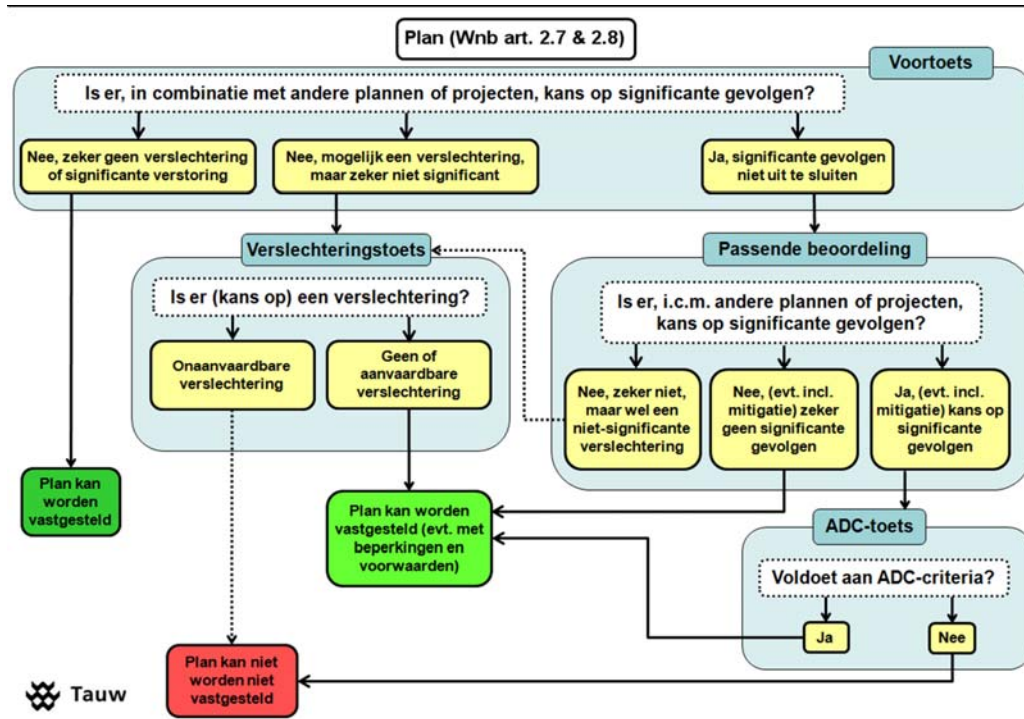 Plan (Wnb art. 2.7 & 2.8)
Voortoets
Is er, in combinatie met andere plannen of projecten, kans op significante gevolgen?
Nee, zeker geen verslechtering
of significante verstoring
Nee, mogelijk een verslechtering,
maar zeker niet significant
Ja, significante gevolgen
niet uit te sluiten
Verslechteringstoets
Is er (kans op) een verslechtering?
Onaanvaardbare
verslechtering
Geen of
aanvaardbare
verslechtering
Passende beoordeling
Is er, i.c.m. andere plannen of projecten,
kans op significante gevolgen?
Nee, zeker niet,
maar wel een
niet-significante
verslechtering
Nee, (evt. incl.
mitigatie) zeker
geen significante
gevolgen
Ja, (evt. incl.
mitigatie) kans op
significante
gevolgen
Plan kan
worden
vastgesteld
Plan kan worden
vastgesteld (evt. met
beperkingen en
voorwaarden)
ADC-toets
Voldoet aan ADC-criteria?
Ja
Nee
Plan kan niet
worden niet
vastgesteld
Tauw